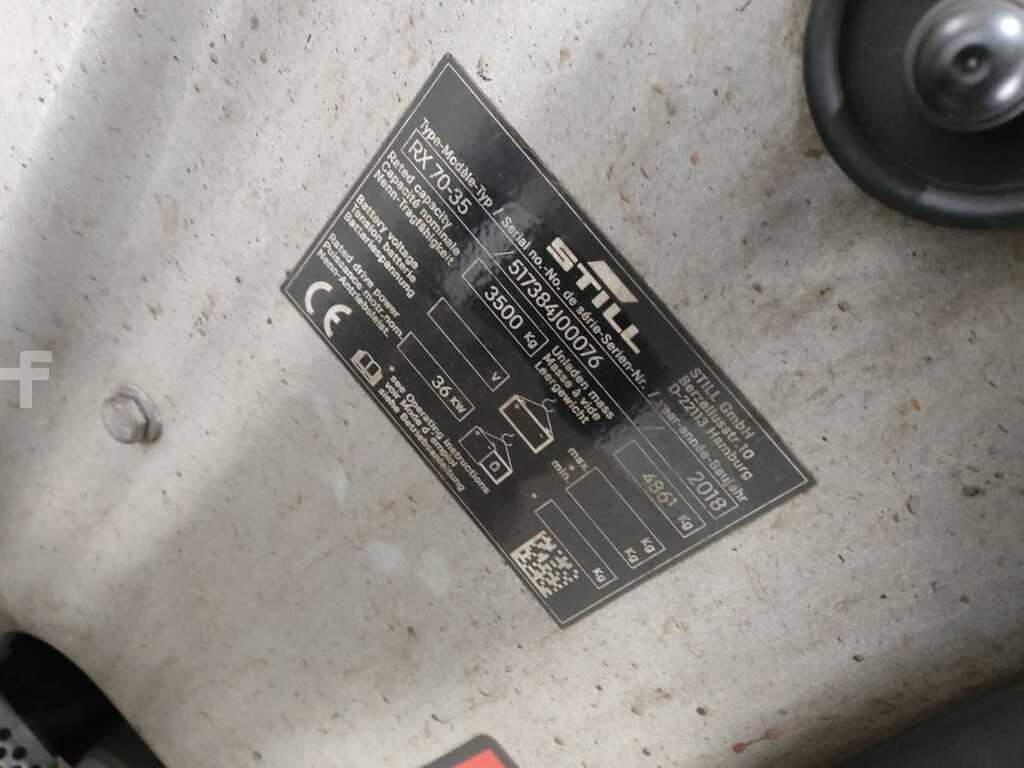 STILL
STILL GmbH
Berzeliusstr. 10
D-22113 Hamburg
Type-Modèle-Typ / Serial no.-No. de série-Serien-Nr. / year-année-Baujahr
RX 70-35 / 517384J00076 / 2018
Rated capacity
Capacité nominale
Nenn-Tragfähigkeit
3500 kg
Unladen mass
Masse à vide
Leergewicht
4861 kg
Battery voltage
Tension batterie
Batteriespannung
V
max. kg
* min. kg
Rated drive power
Puissance motr.nom.
Nenn-Antriebsleist.
36 kW
* kg
CE
* see Operating instructions
voir Mode d'emploi
siehe Betriebsanleitung
f